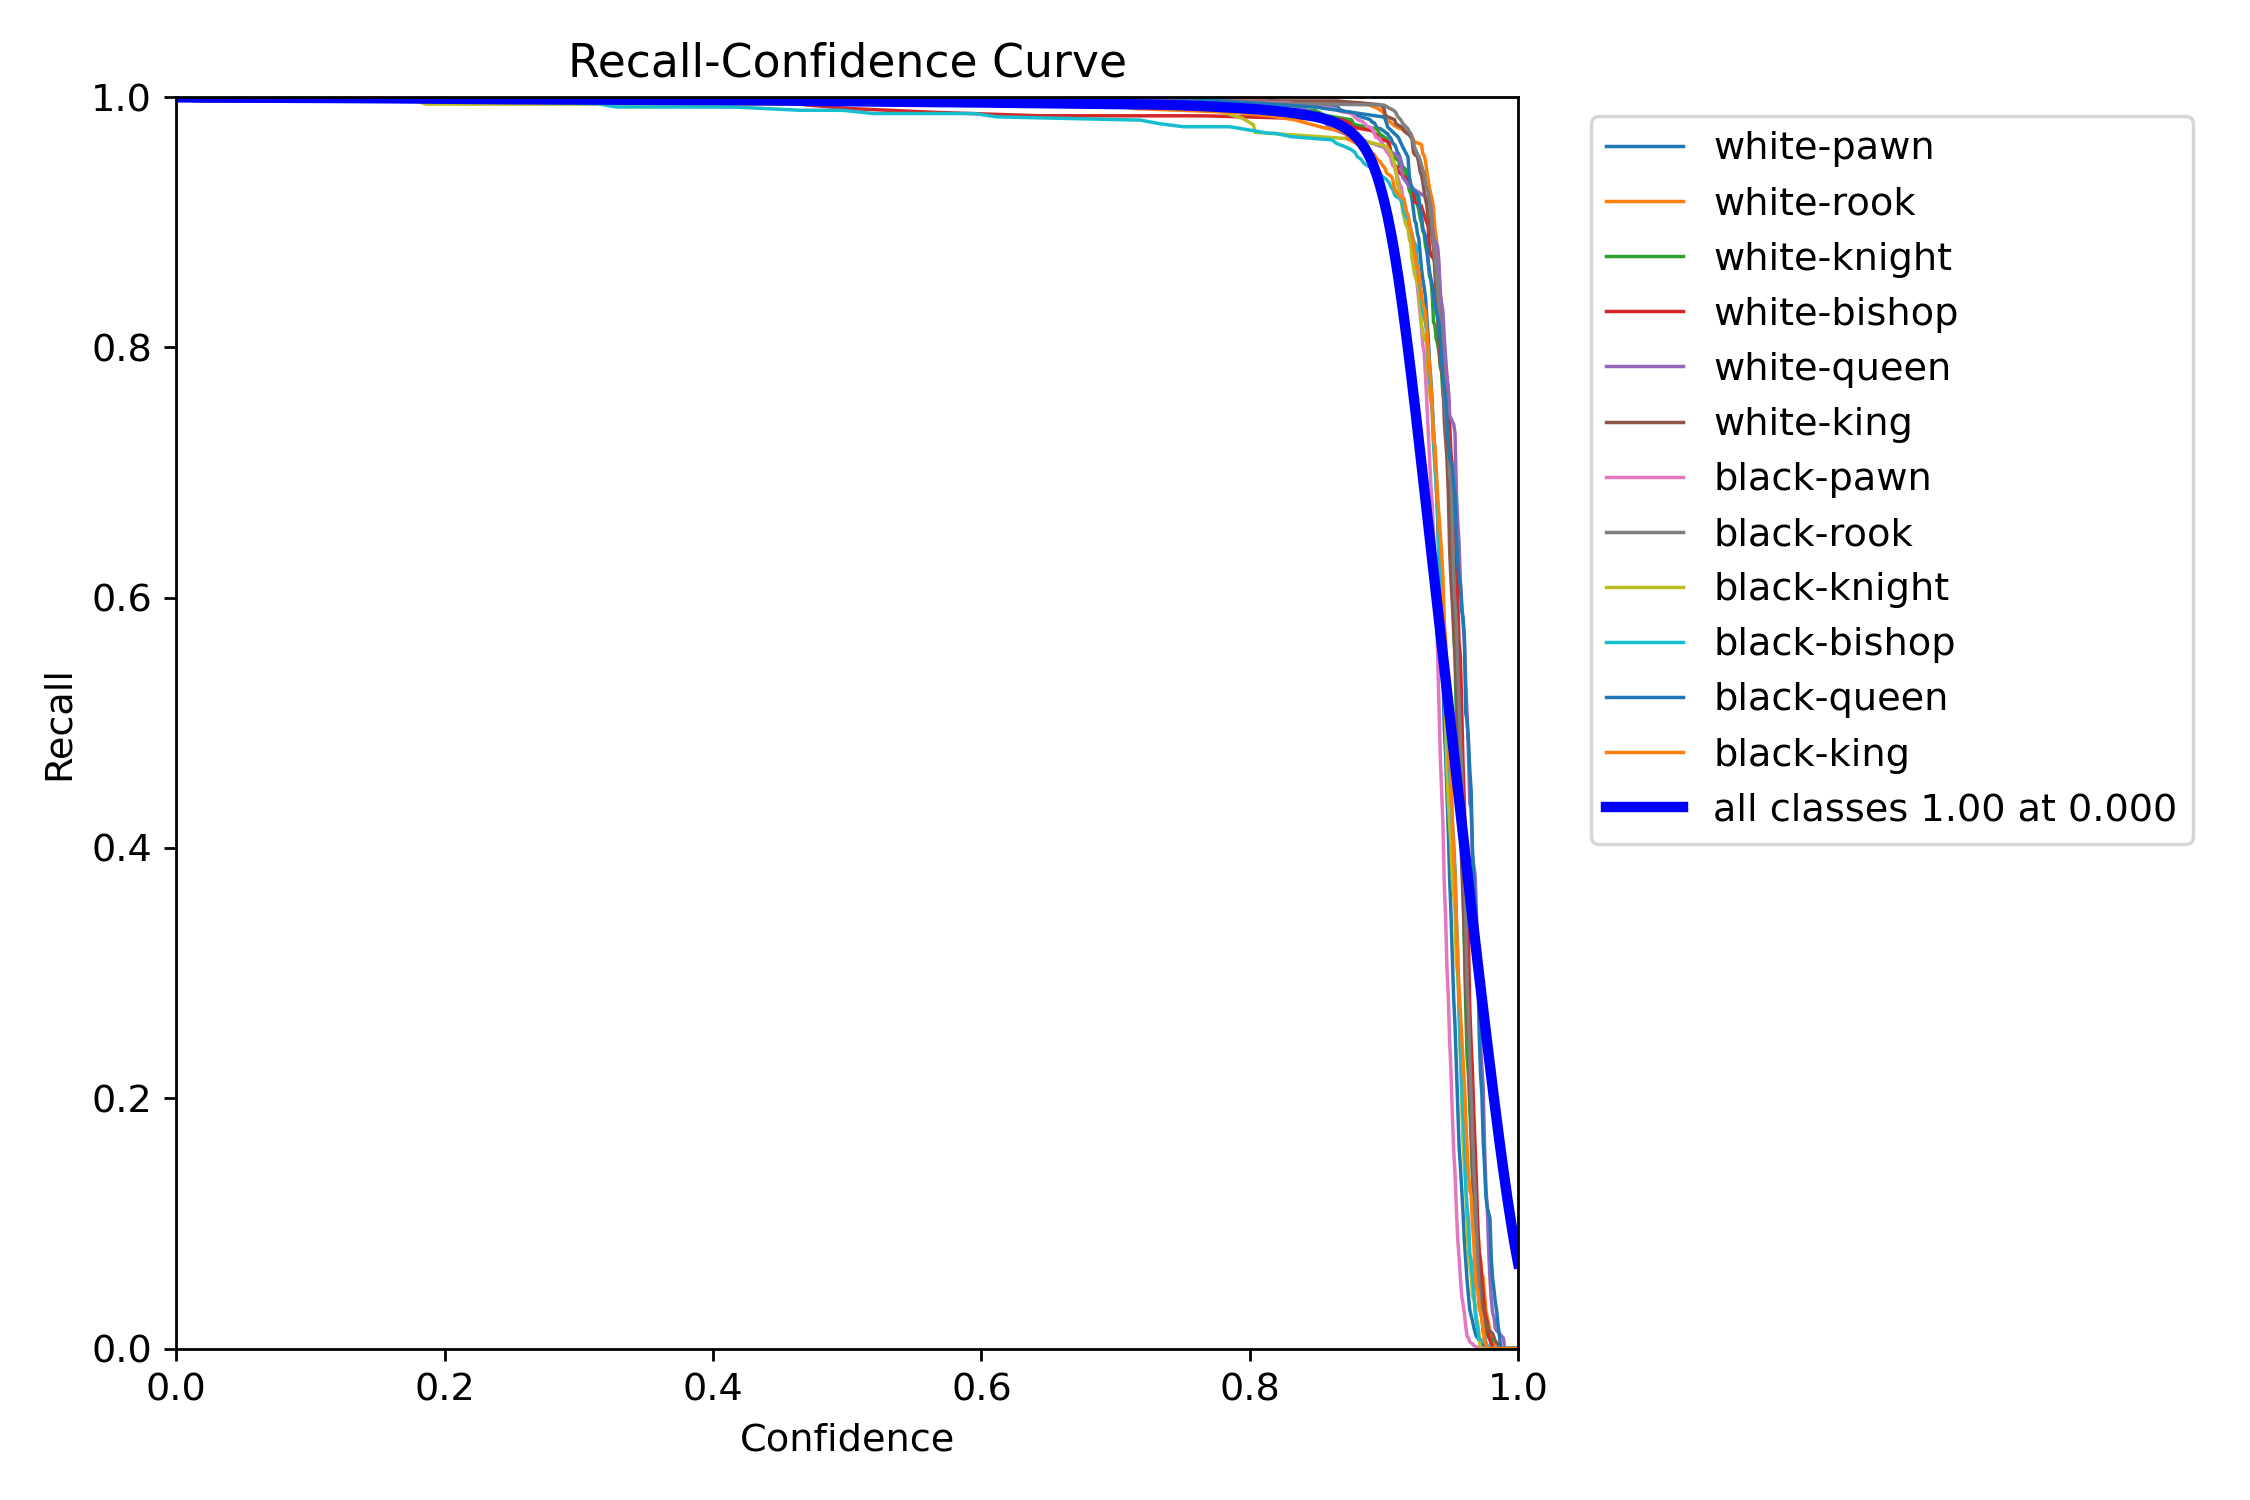 Recall-Confidence Curve
1.0
0.8
0.6
0.4
0.2
0.0
Recall
0.0 0.2 0.4 0.6 0.8 1.0
Confidence
white-pawn
white-rook
white-knight
white-bishop
white-queen
white-king
black-pawn
black-rook
black-knight
black-bishop
black-queen
black-king
all classes 1.00 at 0.000